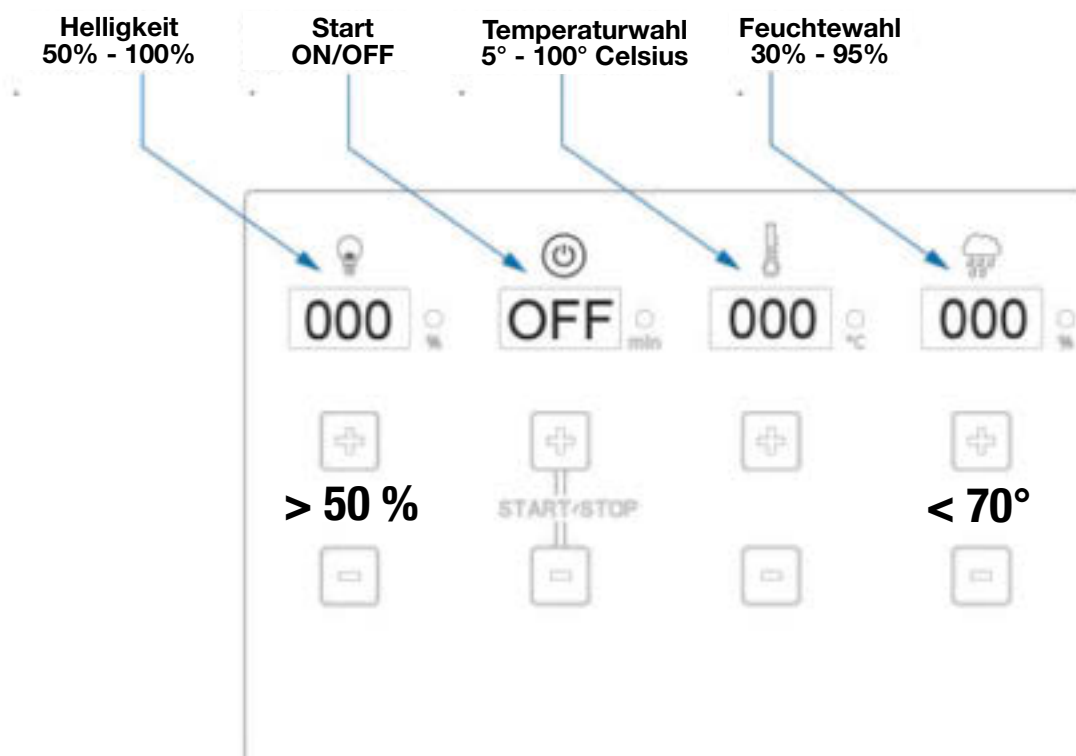 Helligkeit
50% - 100%
Start
ON/OFF
Temperaturwahl
5° - 100° Celsius
Feuchtewahl
30% - 95%
000
%
OFF
min
000
°C
000
%
> 50 %
START/STOP
< 70°